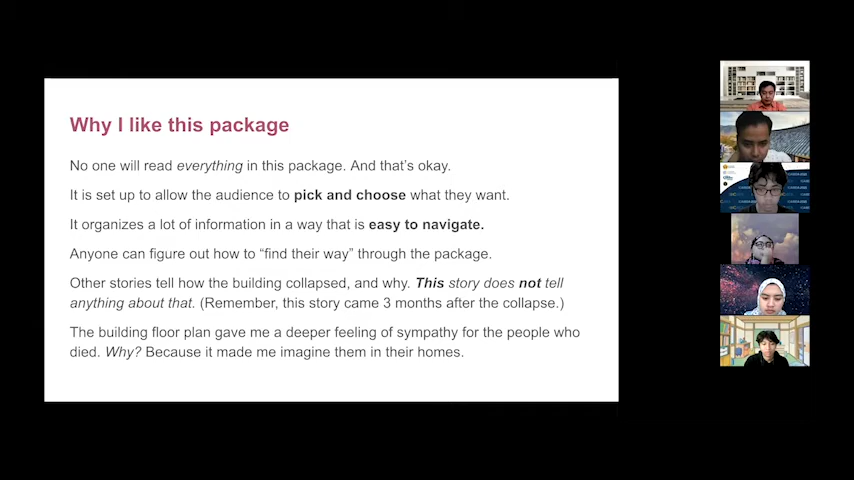 Why I like this package
No one will read everything in this package. And that's okay.
It is set up to allow the audience to pick and choose what they want.
It organizes a lot of information in a way that is easy to navigate.
Anyone can figure out how to “find their way” through the package.
Other stories tell how the building collapsed, and why. This story does not tell
anything about that. (Remember, this story came 3 months after the collapse.)
The building floor plan gave me a deeper feeling of sympathy for the people who
died. Why? Because it made me imagine them in their homes.